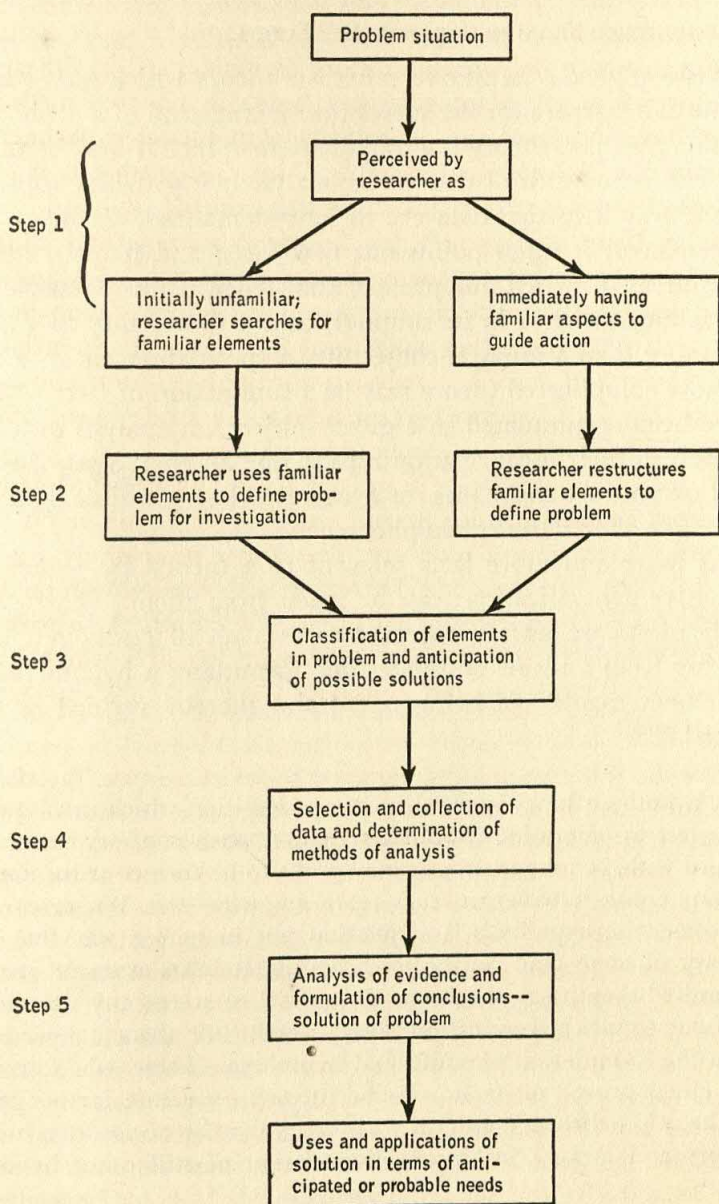 Problem situation
Perceived by
researcher as
Step 1
Initially unfamiliar;
researcher searches for
familiar elements
Immediately having
familiar aspects to
guide action
Step 2
Researcher uses familiar
elements to define prob-
lem for investigation
Researcher restructures
familiar elements to
define problem
Step 3
Classification of elements
in problem and anticipation
of possible solutions
Step 4
Selection and collection of
data and determination of
methods of analysis
Step 5
Analysis of evidence and
formulation of conclusions--
solution of problem
Uses and applications of
solution in terms of anti-
cipated or probable needs